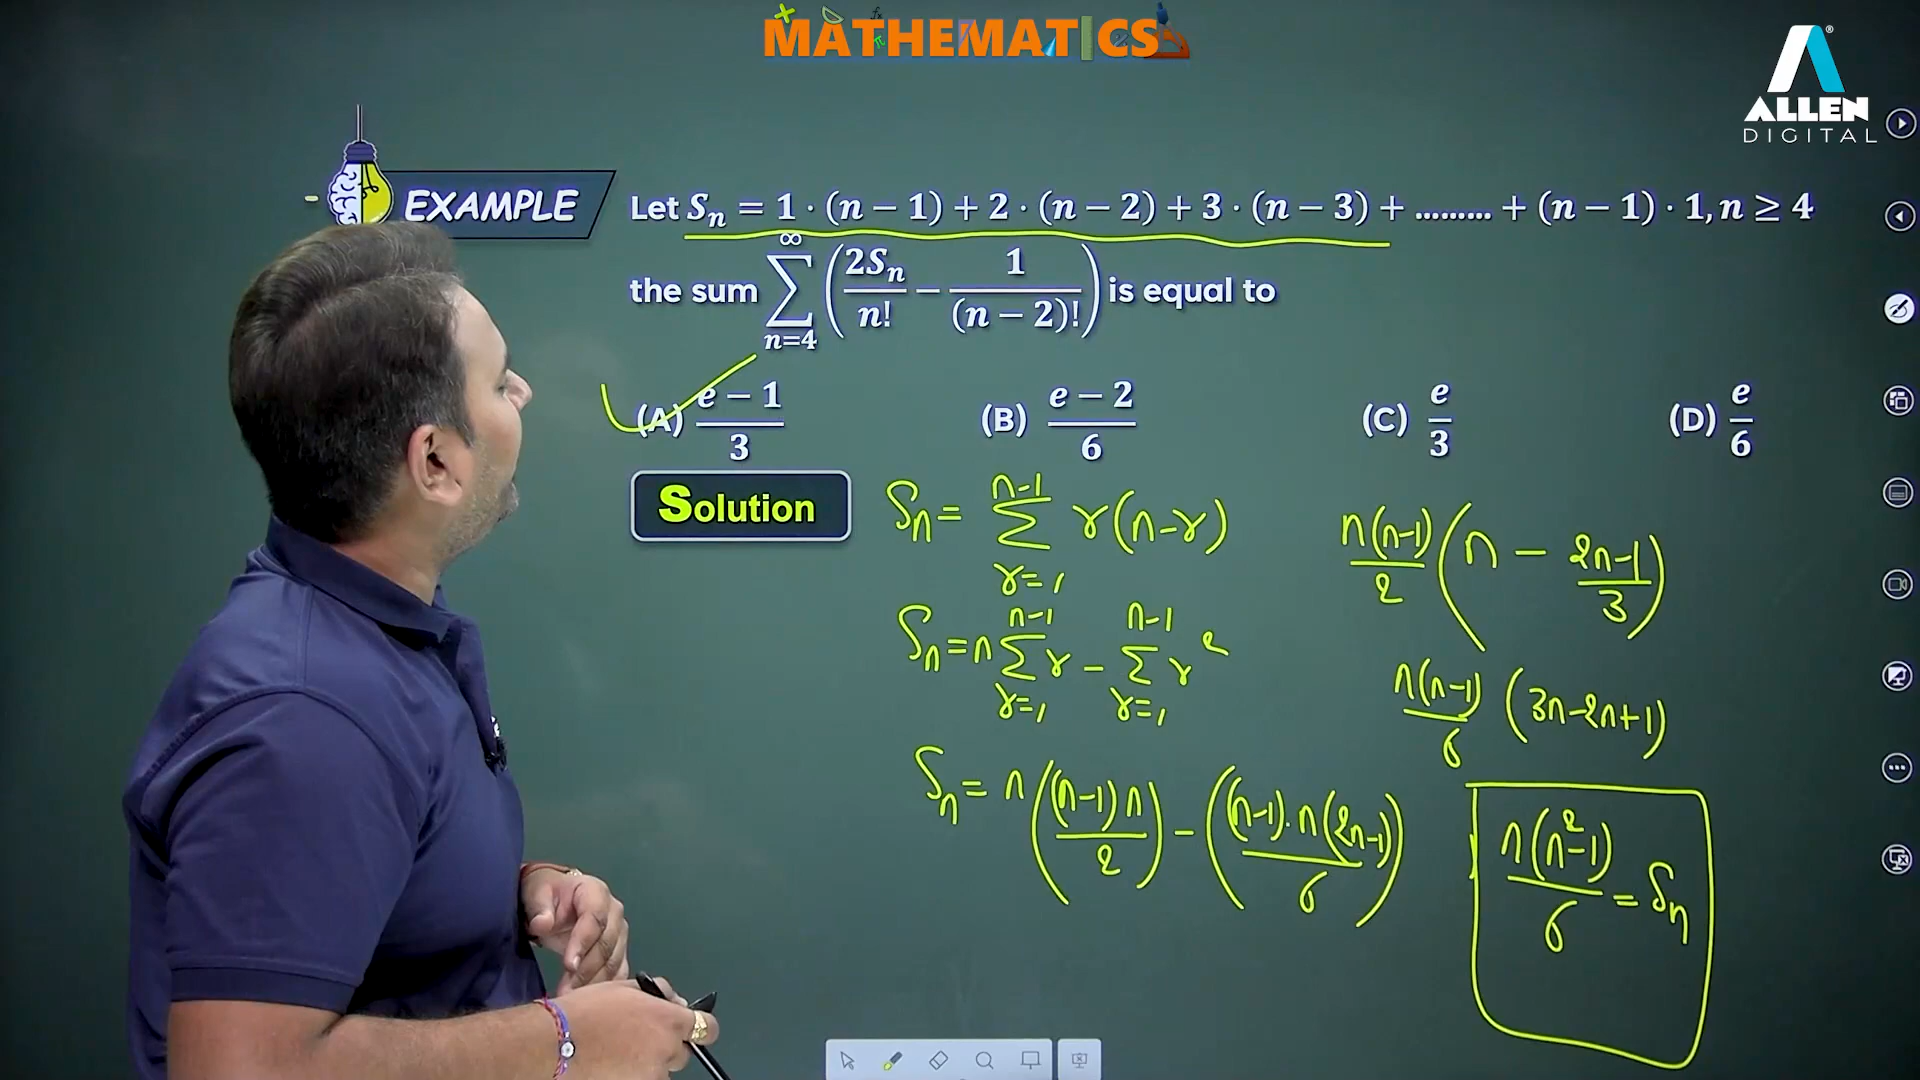 MATHEMATICS
ALLEN
DIGITAL
EXAMPLE
Let Sₙ = 1 · (n − 1) + 2 · (n − 2) + 3 · (n − 3) + ......... + (n − 1) · 1, n ≥ 4
the sum ∑_{n=4}^{∞} (2Sₙ/n! − 1/(n − 2)!) is equal to
(A) (e − 1)/3 (B) (e − 2)/6 (C) e/3 (D) e/6
Solution
Sₙ = ∑_{r=1}^{n-1} r(n-r)
Sₙ = n ∑_{r=1}^{n-1} r − ∑_{r=1}^{n-1} r²
Sₙ = n((n-1)n/2) − ((n-1).n(2n-1)/6)
n(n-1)/2 (n − (2n-1)/3)
n(n-1)/6 (3n-2n+1)
n(n²-1)/6 = Sₙ